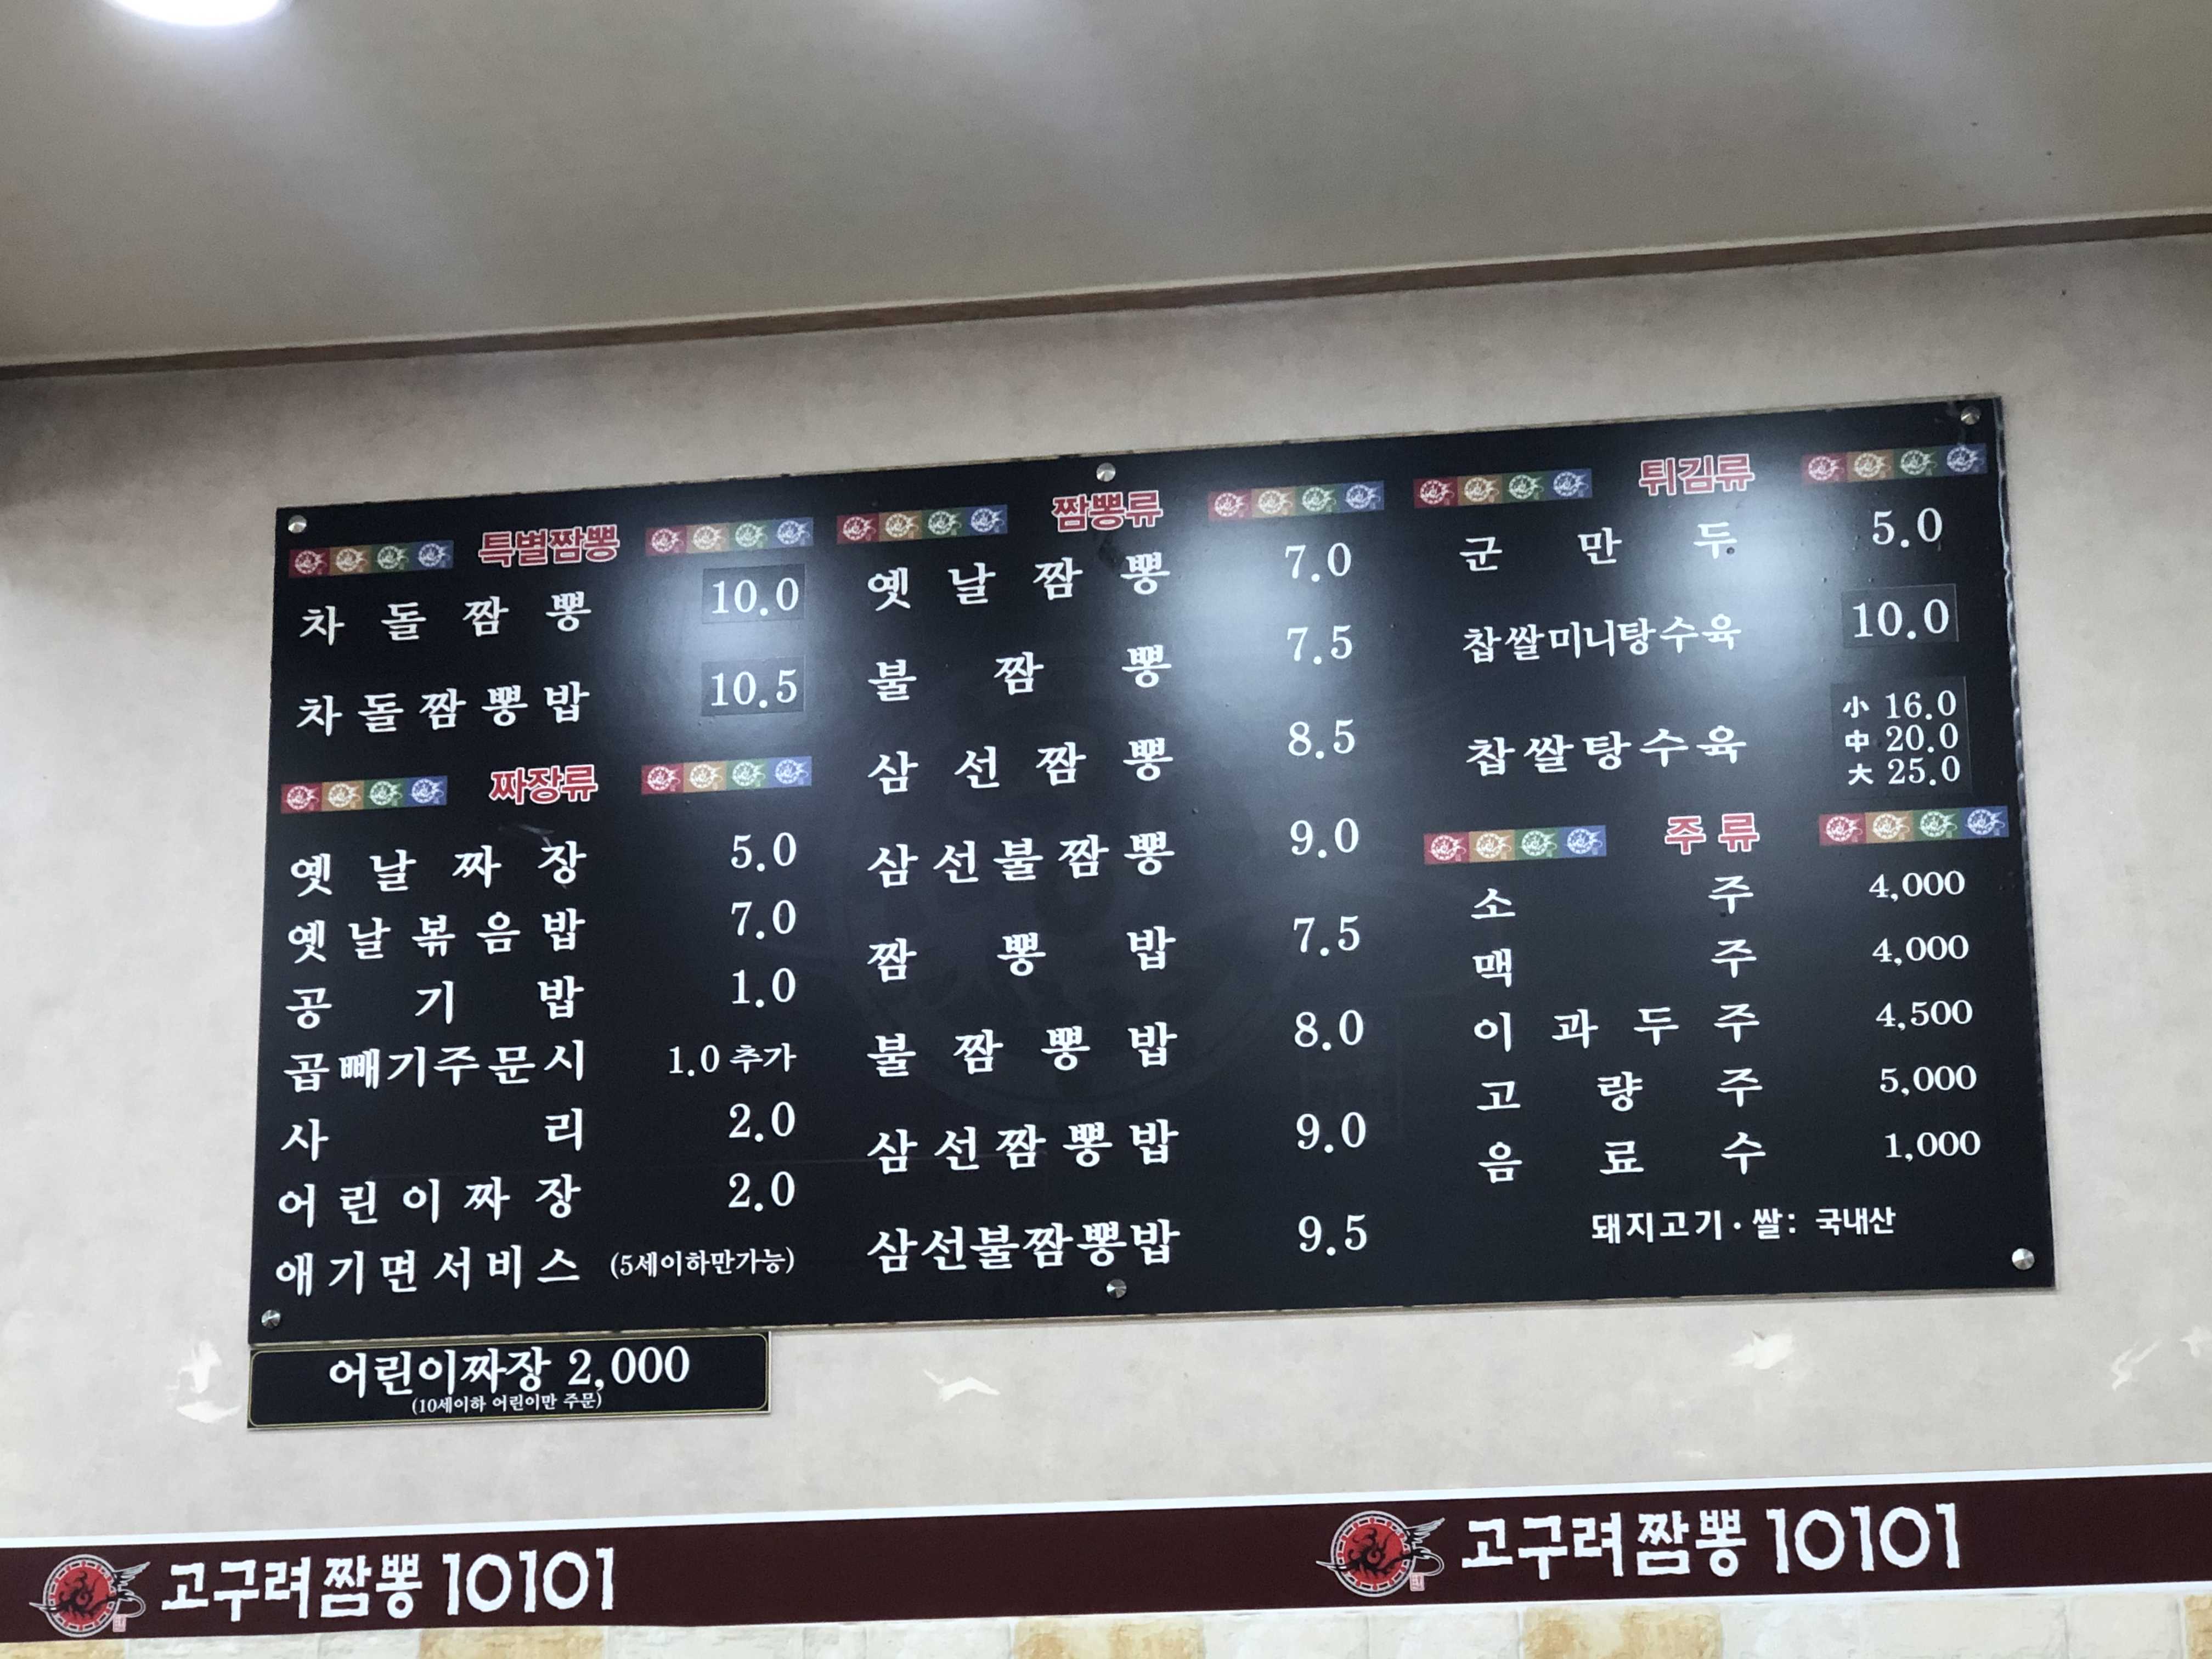 특별짬뽕
차돌짬뽕 10.0
차돌짬뽕밥 10.5
짜장류
옛날짜장 5.0
옛날볶음밥 7.0
공기밥 1.0
곱빼기주문시 1.0 추가
사리 2.0
어린이짜장 2.0
애기면서비스 (5세이하만가능)
짬뽕류
옛날짬뽕 7.0
불짬뽕 7.5
삼선짬뽕 8.5
삼선불짬뽕 9.0
짬뽕밥 7.5
불짬뽕밥 8.0
삼선짬뽕밥 9.0
삼선불짬뽕밥 9.5
튀김류
군만두 5.0
찹쌀미니탕수육 10.0
찹쌀탕수육 小 16.0
中 20.0
大 25.0
주류
소주 4,000
맥주 4,000
이과두주 4,500
고량주 5,000
음료수 1,000
돼지고기·쌀: 국내산
어린이짜장 2,000
(10세이하 어린이만 주문)
고구려짬뽕 10101
고구려짬뽕 10101